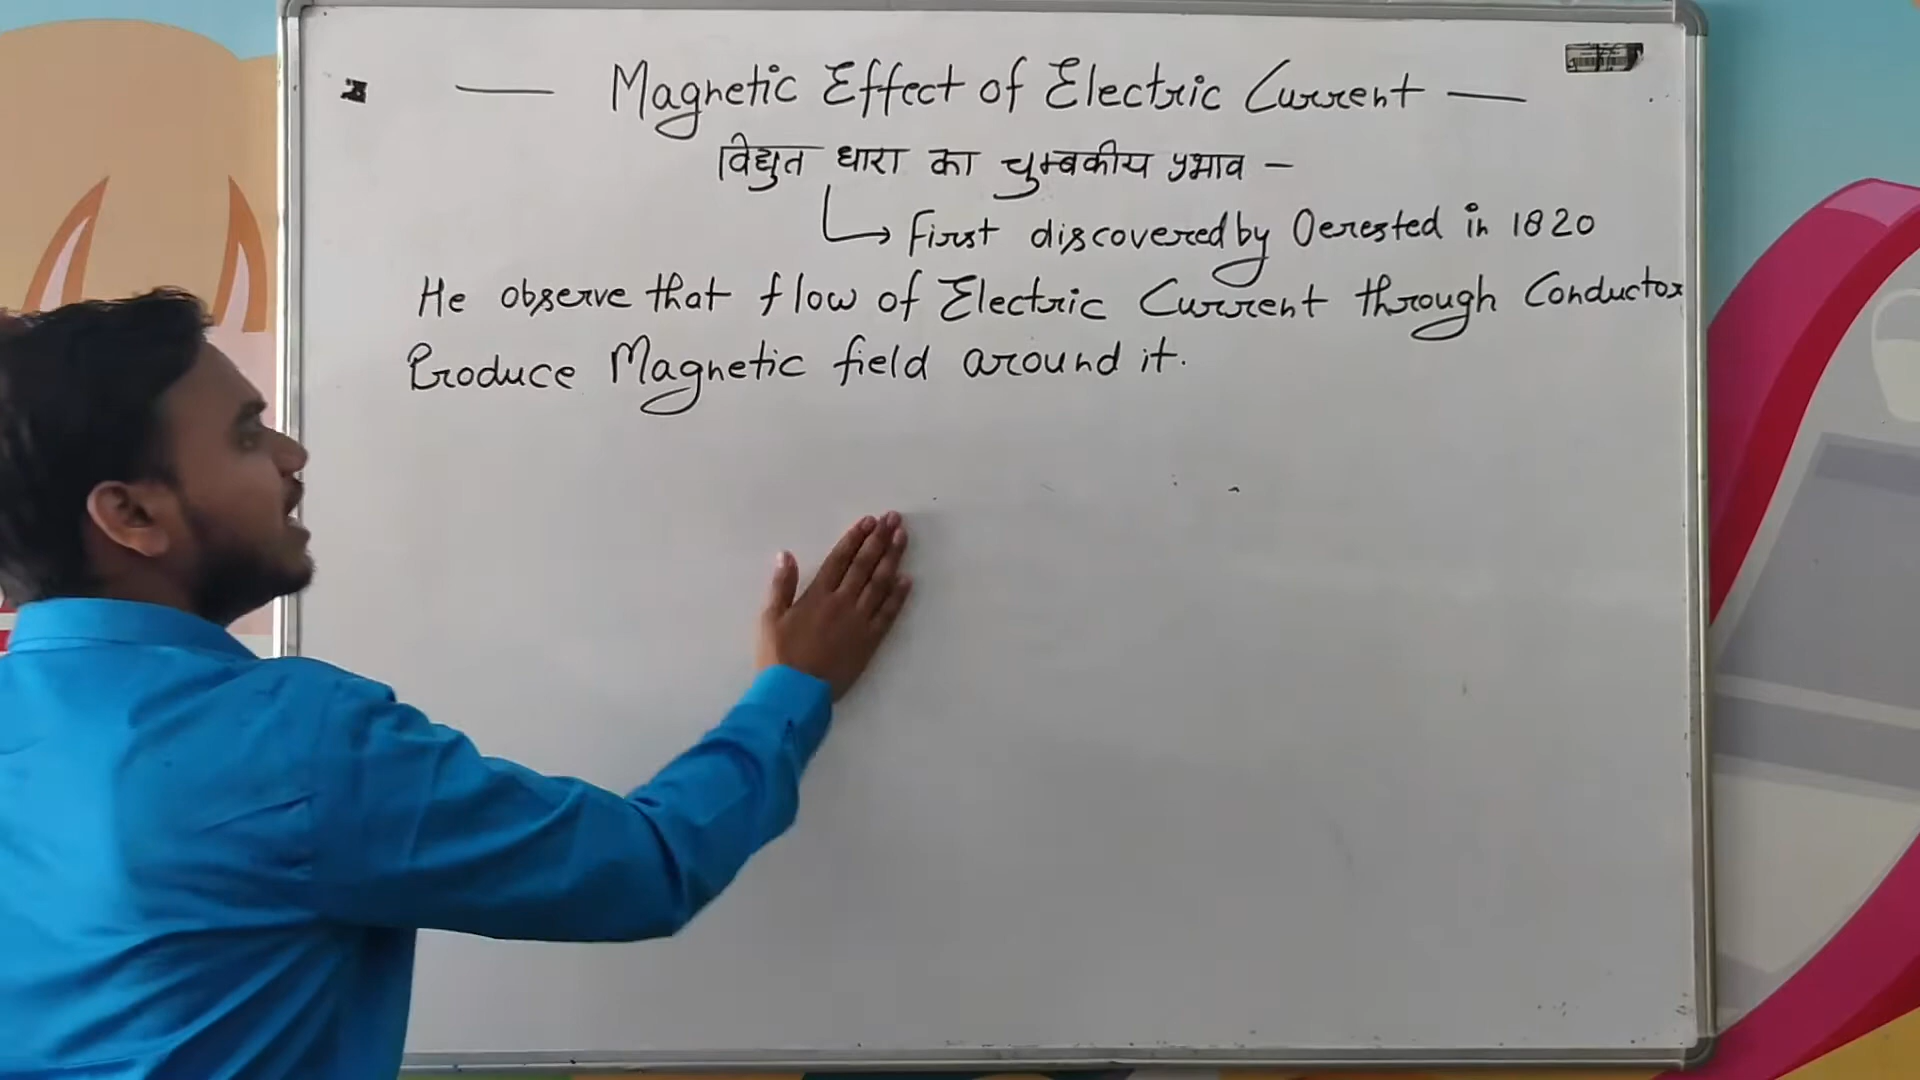 — Magnetic Effect of Electric Current —
विद्युत धारा का चुम्बकीय प्रभाव —
↳ First discovered by Oerested in 1820
He observe that flow of Electric Current through Conductor
Produce Magnetic field around it.